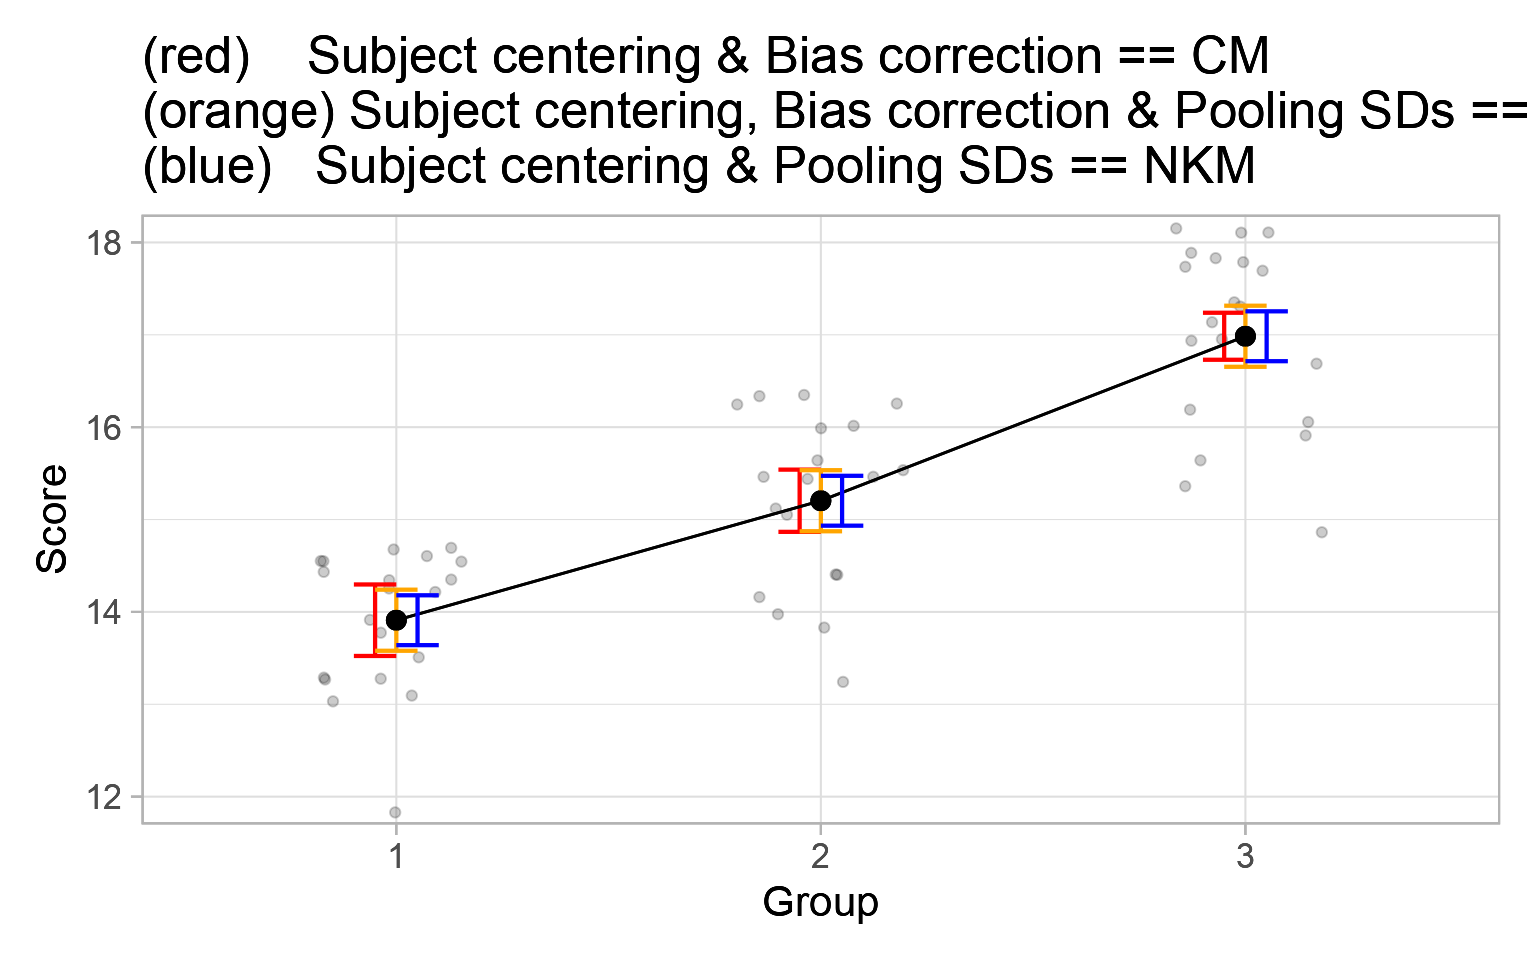 (red)    Subject centering & Bias correction == CM
(orange) Subject centering, Bias correction & Pooling SDs ==
(blue)   Subject centering & Pooling SDs == NKM
18
16
14
12
Score
1 2 3
Group